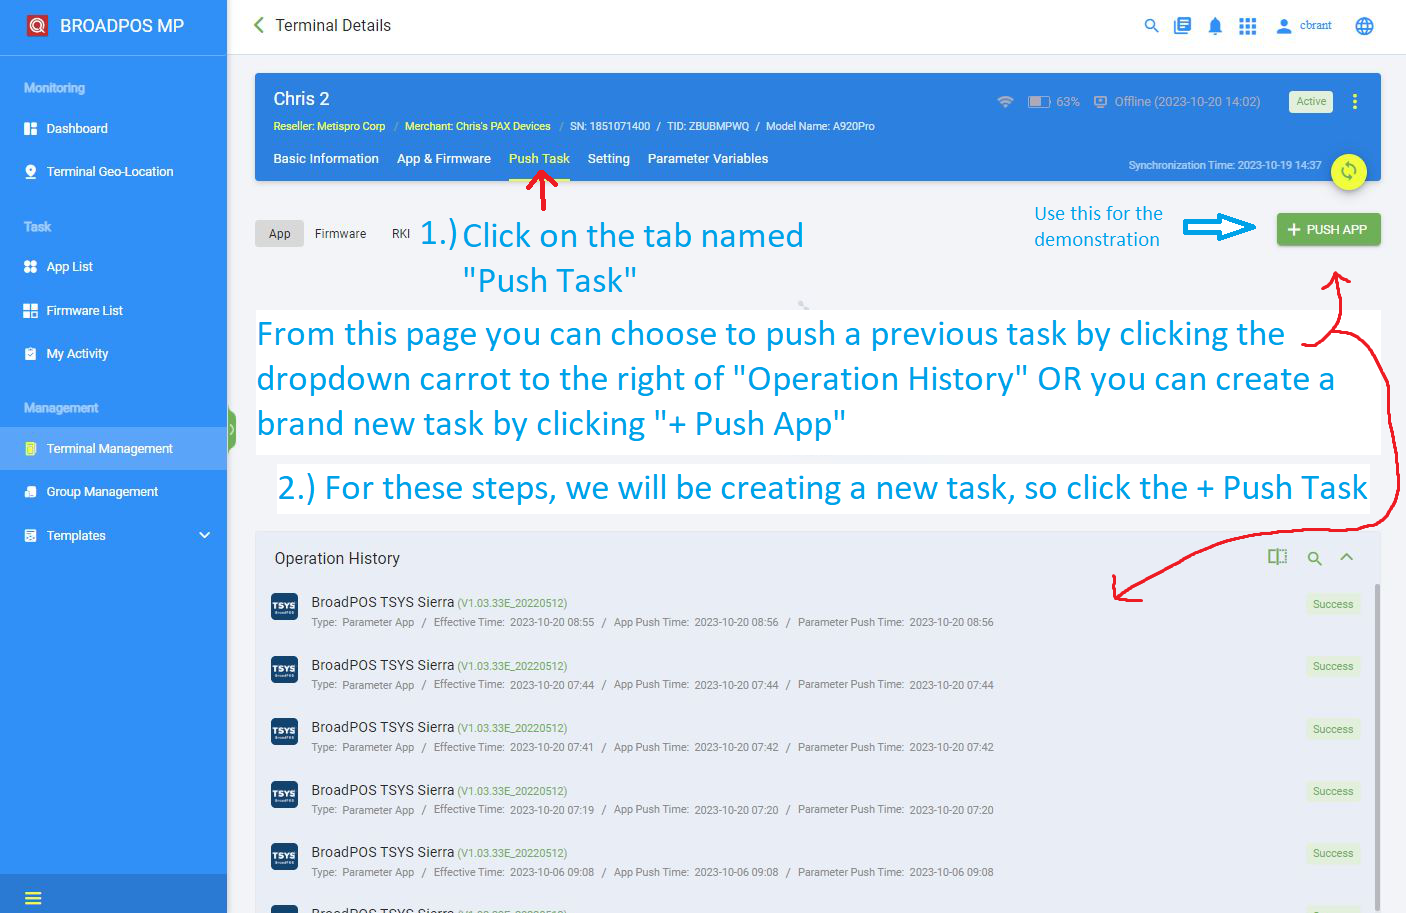 BROADPOS MP
Terminal Details
cbrant
Monitoring
Dashboard
Terminal Geo-Location
Task
App List
Firmware List
My Activity
Management
Terminal Management
Group Management
Templates
Chris 2
63%
Offline (2023-10-20 14:02)
Active
Reseller: Metispro Corp / Merchant: Chris's PAX Devices / SN: 1851071400 / TID: ZBUBMPWQ / Model Name: A920Pro
Basic Information App & Firmware Push Task Setting Parameter Variables
Synchronization Time: 2023-10-19 14:37
App Firmware RKI
1.) Click on the tab named
"Push Task"
Use this for the
demonstration
+ PUSH APP
From this page you can choose to push a previous task by clicking the
dropdown carrot to the right of "Operation History" OR you can create a
brand new task by clicking "+ Push App"
2.) For these steps, we will be creating a new task, so click the + Push Task
Operation History
TSYS
BroadPOS
BroadPOS TSYS Sierra (V1.03.33E_20220512)
Type: Parameter App / Effective Time: 2023-10-20 08:55 / App Push Time: 2023-10-20 08:56 / Parameter Push Time: 2023-10-20 08:56
Success
TSYS
BroadPOS
BroadPOS TSYS Sierra (V1.03.33E_20220512)
Type: Parameter App / Effective Time: 2023-10-20 07:44 / App Push Time: 2023-10-20 07:44 / Parameter Push Time: 2023-10-20 07:44
Success
TSYS
BroadPOS
BroadPOS TSYS Sierra (V1.03.33E_20220512)
Type: Parameter App / Effective Time: 2023-10-20 07:41 / App Push Time: 2023-10-20 07:42 / Parameter Push Time: 2023-10-20 07:42
Success
TSYS
BroadPOS
BroadPOS TSYS Sierra (V1.03.33E_20220512)
Type: Parameter App / Effective Time: 2023-10-20 07:19 / App Push Time: 2023-10-20 07:20 / Parameter Push Time: 2023-10-20 07:20
Success
TSYS
BroadPOS
BroadPOS TSYS Sierra (V1.03.33E_20220512)
Type: Parameter App / Effective Time: 2023-10-06 09:08 / App Push Time: 2023-10-06 09:08 / Parameter Push Time: 2023-10-06 09:08
Success